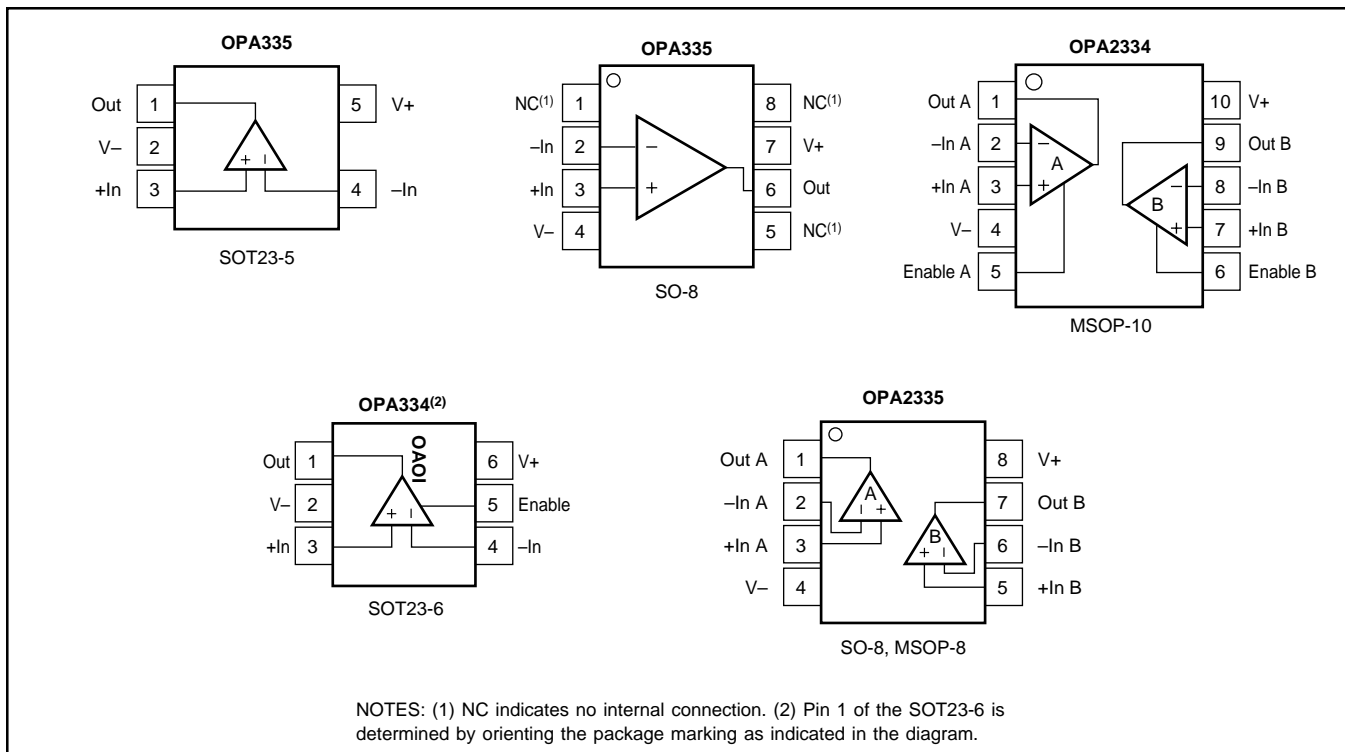 OPA335
Out 1
V– 2
+In 3
5 V+
4 –In
+ –
SOT23-5
OPA335
NC(1) 1
–In 2
+In 3
V– 4
8 NC(1)
7 V+
6 Out
5 NC(1)
–
+
SO-8
OPA2334
Out A 1
–In A 2
+In A 3
V– 4
Enable A 5
10 V+
9 Out B
8 –In B
7 +In B
6 Enable B
–
A
+
–
B
+
MSOP-10
OPA334(2)
Out 1
V– 2
+In 3
6 V+
5 Enable
4 –In
OAOI
+ –
SOT23-6
OPA2335
Out A 1
–In A 2
+In A 3
V– 4
8 V+
7 Out B
6 –In B
5 +In B
A
– +
B
+ –
SO-8, MSOP-8
NOTES: (1) NC indicates no internal connection. (2) Pin 1 of the SOT23-6 is
determined by orienting the package marking as indicated in the diagram.